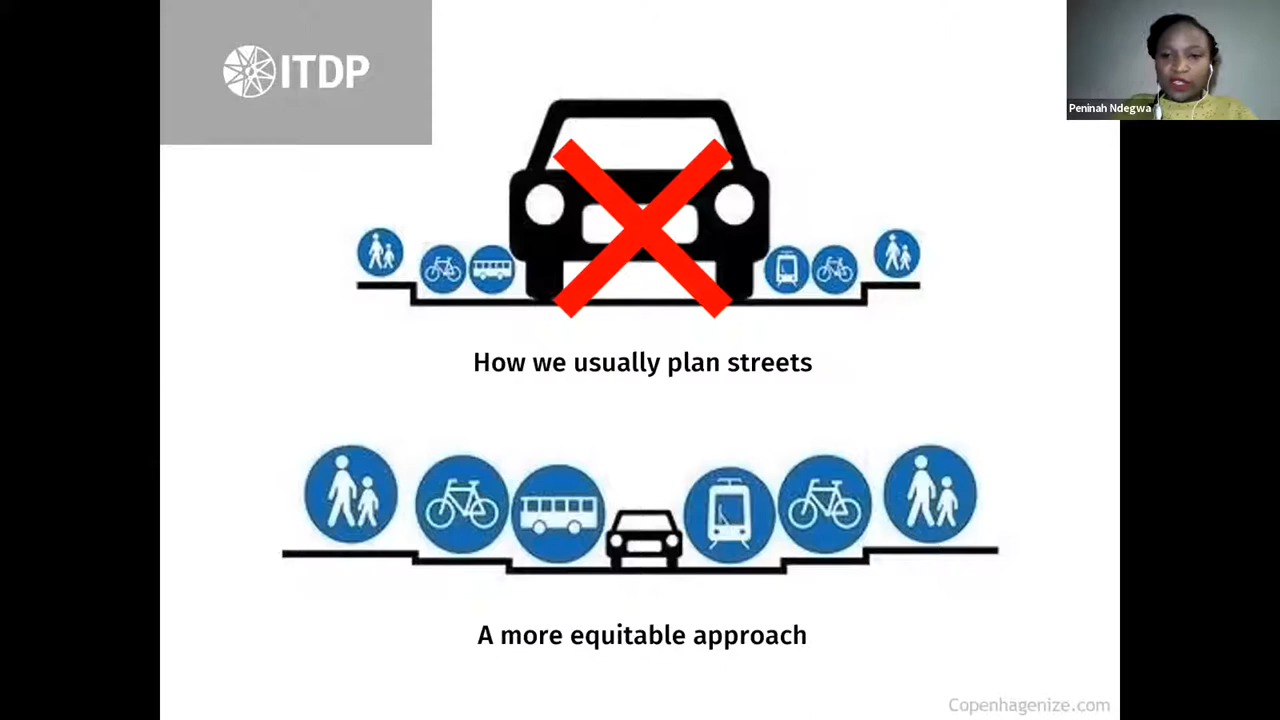 ITDP
Peninah Ndegwa
How we usually plan streets
A more equitable approach
Copenhagenize.com